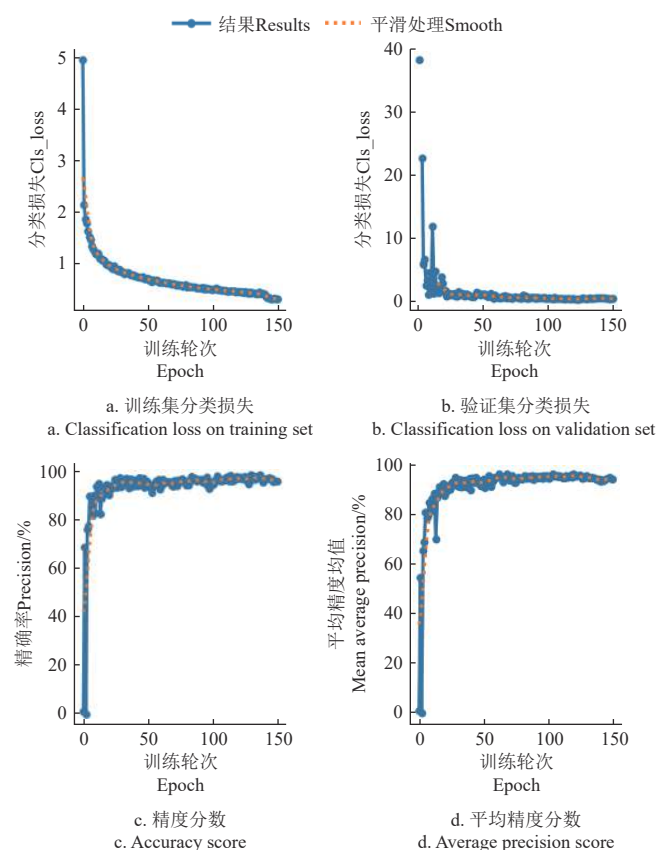 结果Results 平滑处理Smooth
分类损失Cls_loss
5
4
3
2
1
0
50
100
150
训练轮次
Epoch
a. 训练集分类损失
a. Classification loss on training set
分类损失Cls_loss
40
30
20
10
0
0
50
100
150
训练轮次
Epoch
b. 验证集分类损失
b. Classification loss on validation set
精确率Precision/%
100
80
60
40
20
0
0
50
100
150
训练轮次
Epoch
c. 精度分数
c. Accuracy score
平均精度均值
Mean average precision/%
100
80
60
40
20
0
0
50
100
150
训练轮次
Epoch
d. 平均精度分数
d. Average precision score